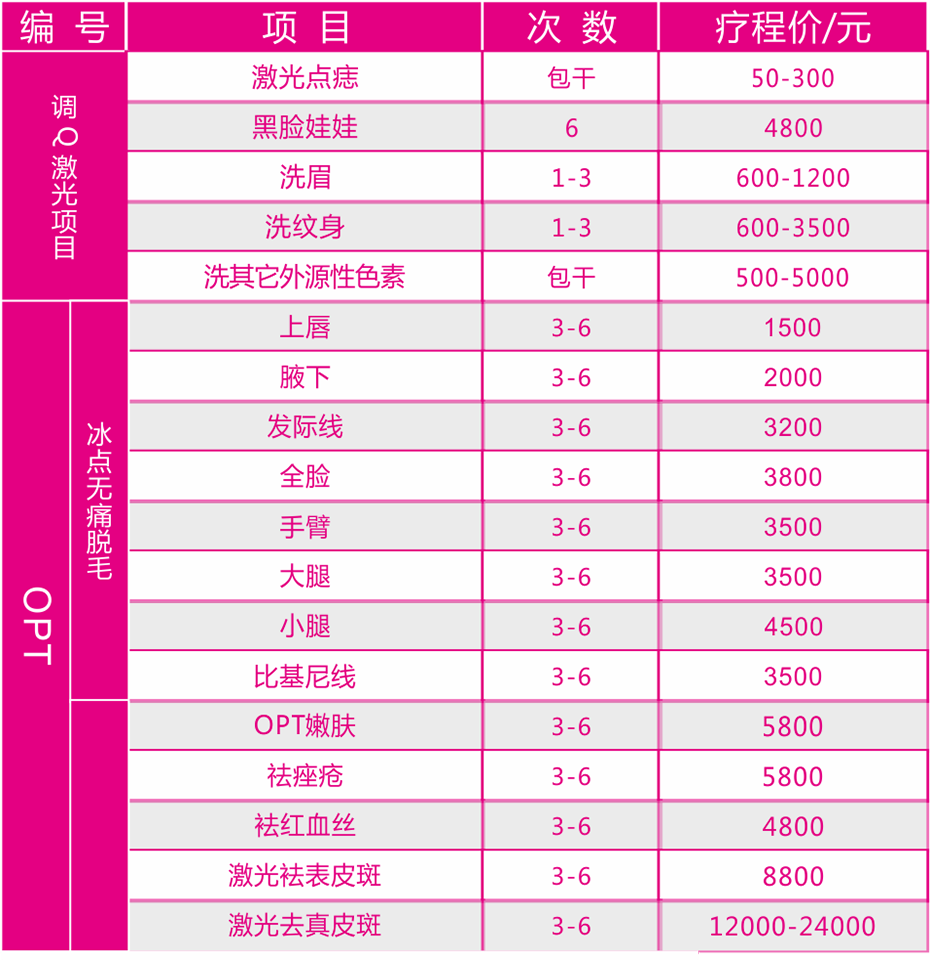 编 号 项 目 次 数 疗程价/元
调Q激光项目
激光点痣 包干 50-300
黑脸娃娃 6 4800
洗眉 1-3 600-1200
洗纹身 1-3 600-3500
洗其它外源性色素 包干 500-5000
OPT
冰点无痛脱毛
上唇 3-6 1500
腋下 3-6 2000
发际线 3-6 3200
全脸 3-6 3800
手臂 3-6 3500
大腿 3-6 3500
小腿 3-6 4500
比基尼线 3-6 3500
OPT嫩肤 3-6 5800
祛痤疮 3-6 5800
祛红血丝 3-6 4800
激光祛表皮斑 3-6 8800
激光去真皮斑 3-6 12000-24000